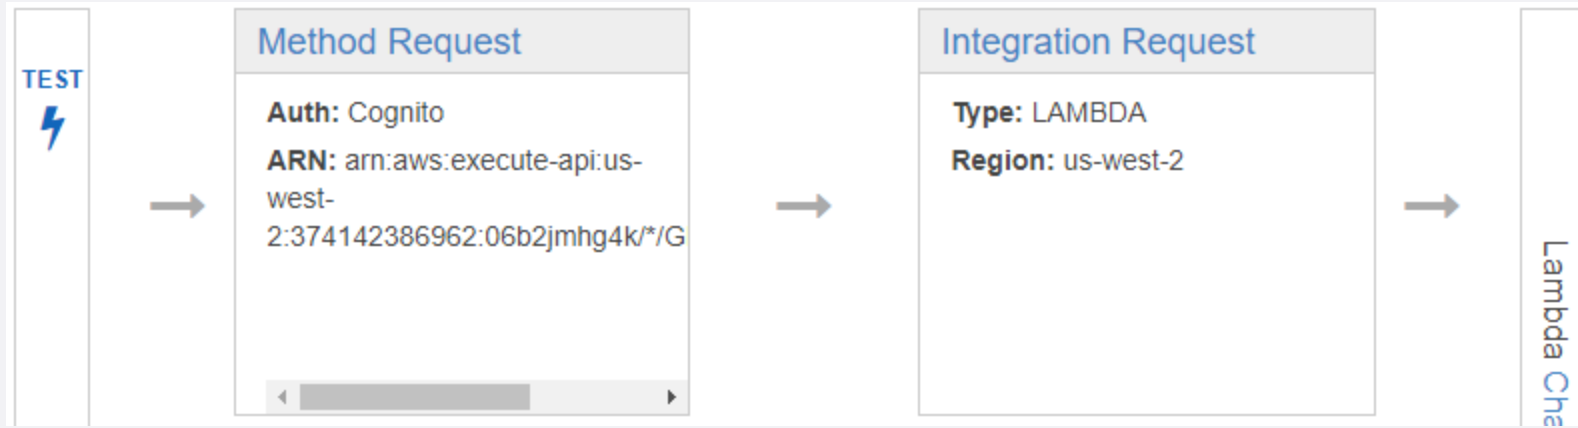 TEST
Method Request
Auth: Cognito
ARN: arn:aws:execute-api:us-
west-
2:374142386962:06b2jmhg4k/*/G
Integration Request
Type: LAMBDA
Region: us-west-2
Lambda Cha